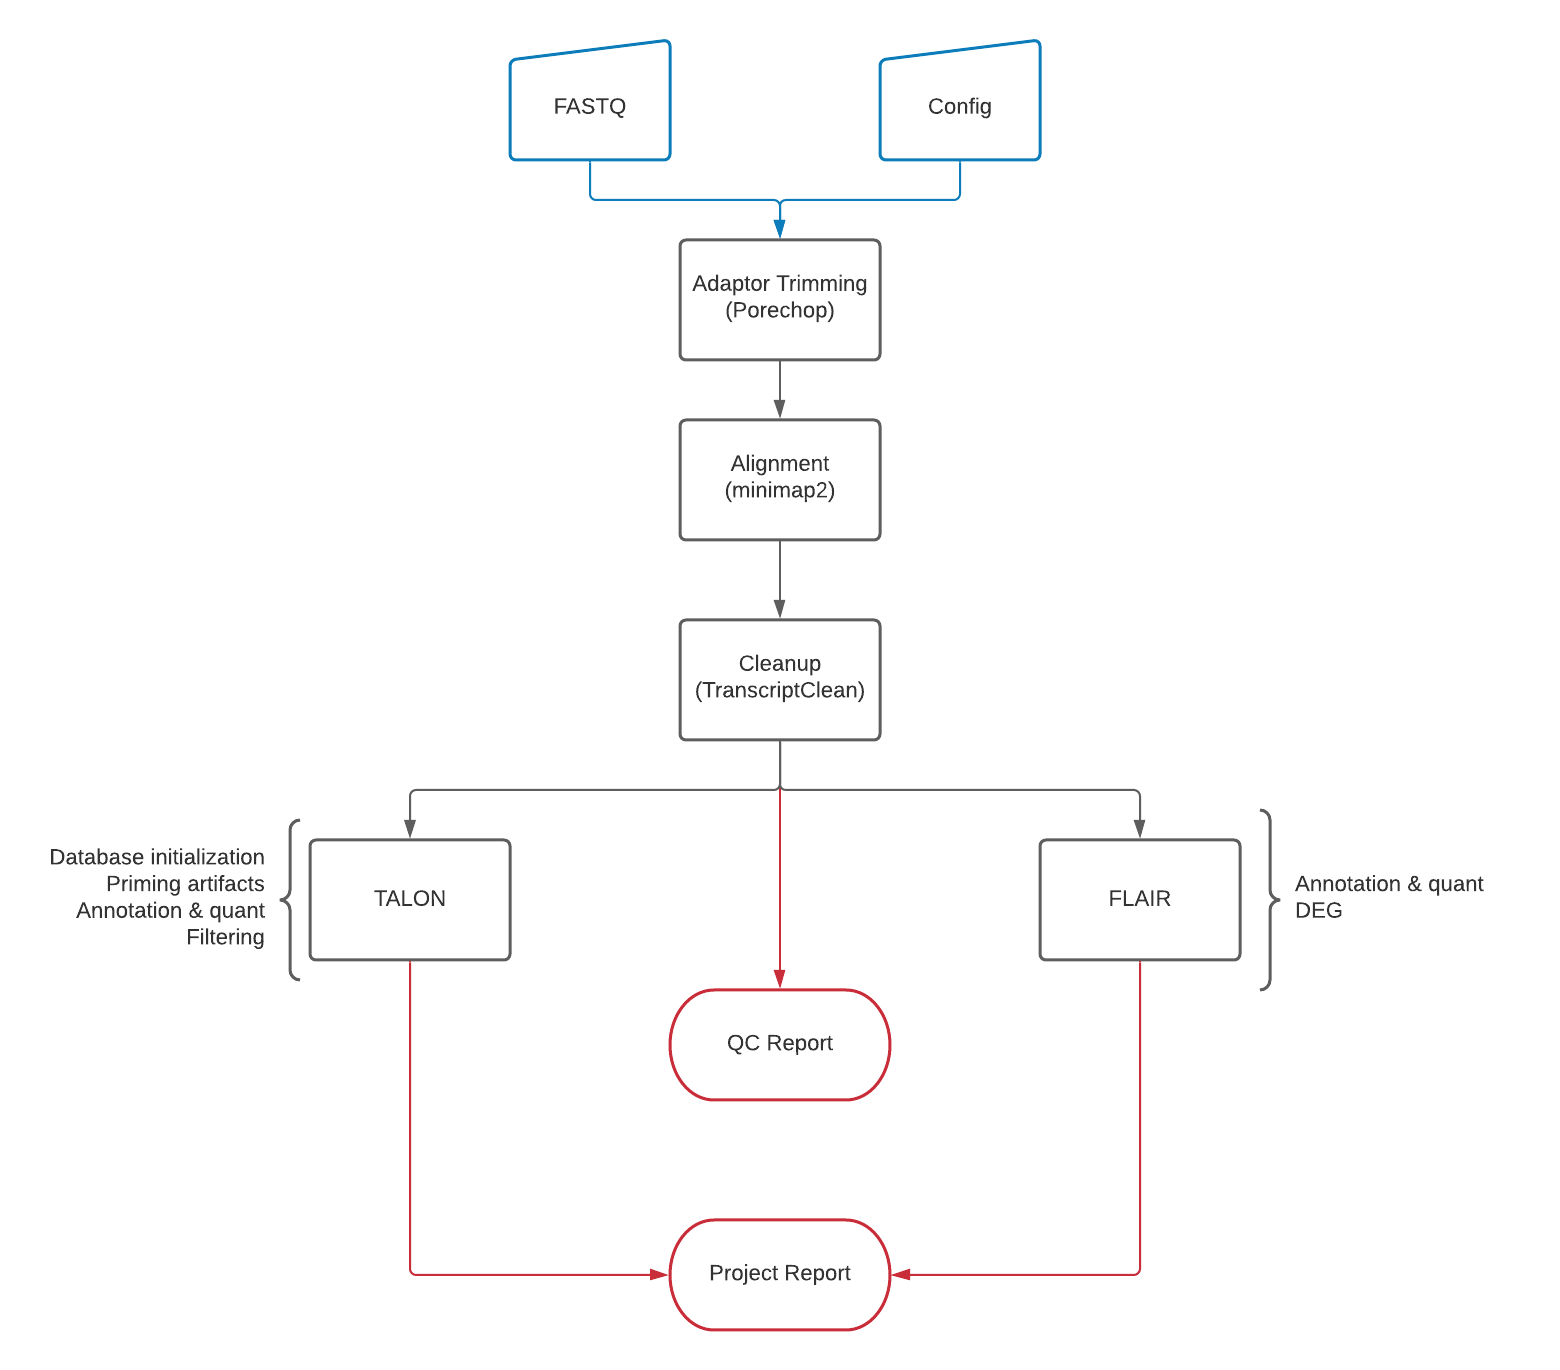 FASTQ
Config
Adaptor Trimming
(Porechop)
Alignment
(minimap2)
Cleanup
(TranscriptClean)
Database initialization
Priming artifacts
Annotation & quant
Filtering
TALON
FLAIR
Annotation & quant
DEG
QC Report
Project Report